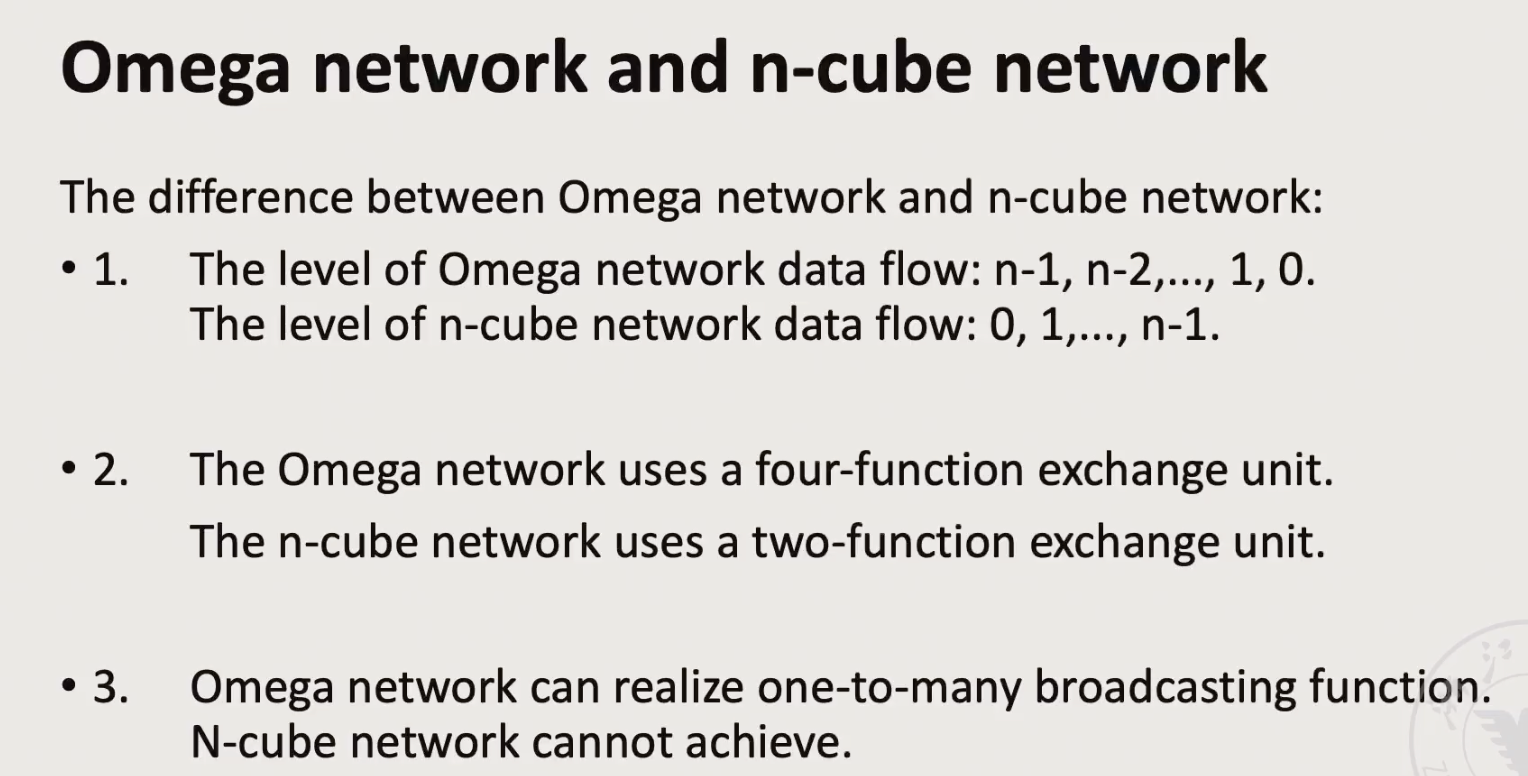 Omega network and n-cube network
The difference between Omega network and n-cube network:
• 1. The level of Omega network data flow: n-1, n-2,..., 1, 0.
The level of n-cube network data flow: 0, 1,..., n-1.
• 2. The Omega network uses a four-function exchange unit.
The n-cube network uses a two-function exchange unit.
• 3. Omega network can realize one-to-many broadcasting function.
N-cube network cannot achieve.